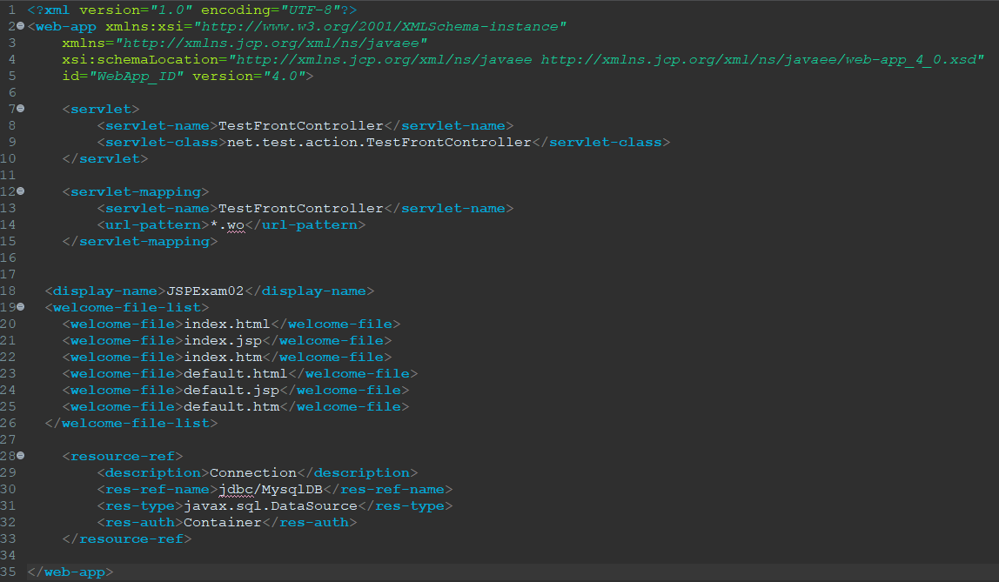 1 <?xml version="1.0" encoding="UTF-8"?>
2 <web-app xmlns:xsi="http://www.w3.org/2001/XMLSchema-instance"
3     xmlns="http://xmlns.jcp.org/xml/ns/javaee"
4     xsi:schemaLocation="http://xmlns.jcp.org/xml/ns/javaee http://xmlns.jcp.org/xml/ns/javaee/web-app_4_0.xsd"
5     id="WebApp_ID" version="4.0">
6
7     <servlet>
8         <servlet-name>TestFrontController</servlet-name>
9         <servlet-class>net.test.action.TestFrontController</servlet-class>
10     </servlet>
11
12     <servlet-mapping>
13         <servlet-name>TestFrontController</servlet-name>
14         <url-pattern>*.wo</url-pattern>
15     </servlet-mapping>
16
17
18   <display-name>JSPExam02</display-name>
19   <welcome-file-list>
20     <welcome-file>index.html</welcome-file>
21     <welcome-file>index.jsp</welcome-file>
22     <welcome-file>index.htm</welcome-file>
23     <welcome-file>default.html</welcome-file>
24     <welcome-file>default.jsp</welcome-file>
25     <welcome-file>default.htm</welcome-file>
26   </welcome-file-list>
27
28     <resource-ref>
29         <description>Connection</description>
30         <res-ref-name>jdbc/MysqlDB</res-ref-name>
31         <res-type>javax.sql.DataSource</res-type>
32         <res-auth>Container</res-auth>
33     </resource-ref>
34
35 </web-app>